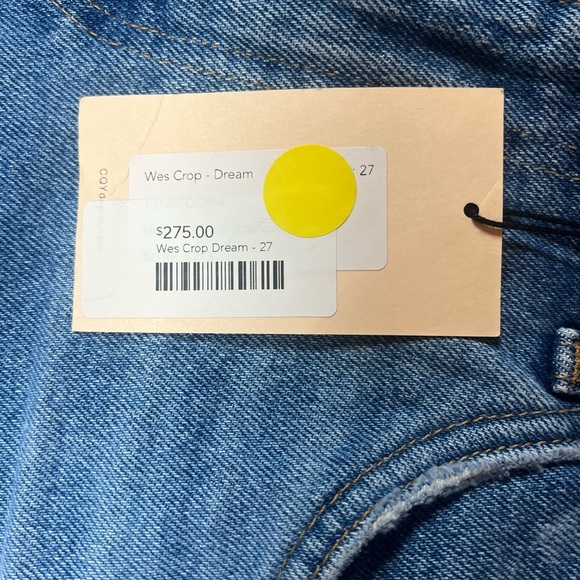 Wes Crop - Dream - 27
$275.00
Wes Crop Dream - 27